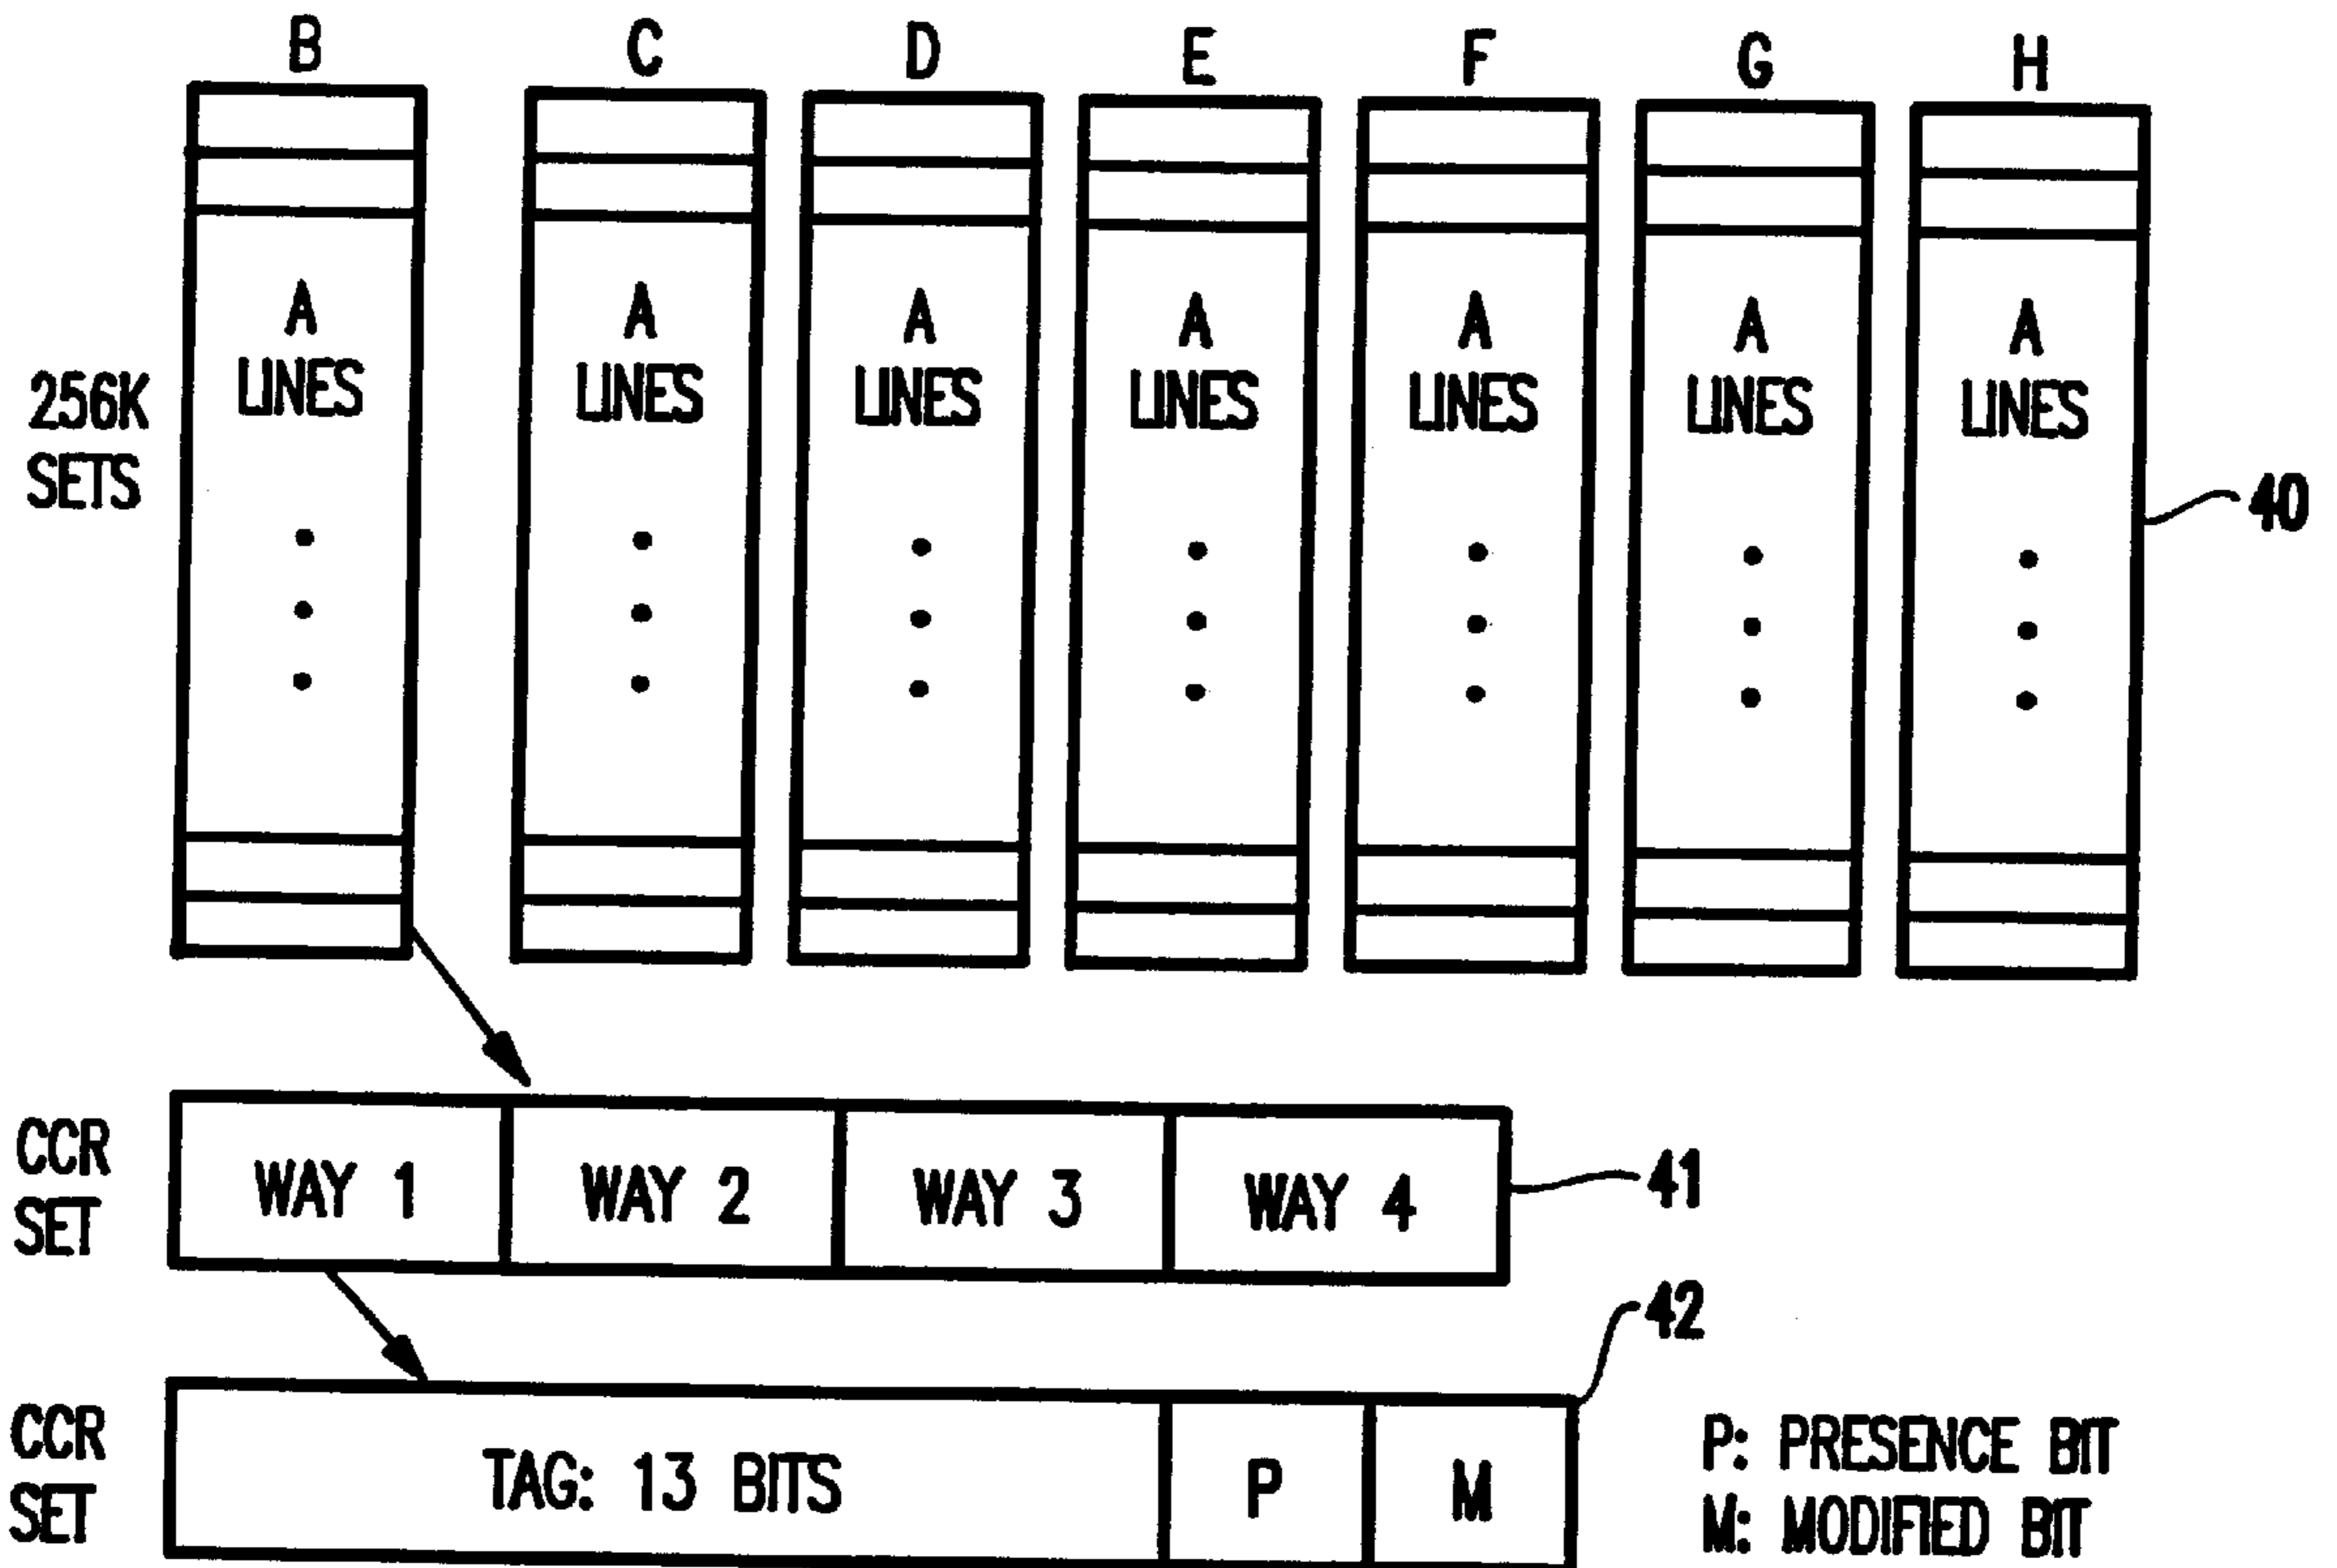 B C D E F G H
A A A A A A A
LINES LINES LINES LINES LINES LINES LINES
256K
SETS
40
CCR
SET
WAY 1 WAY 2 WAY 3 WAY 4
41
42
CCR
SET
TAG: 13 BITS P M
P: PRESENCE BIT
M: MODIFIED BIT